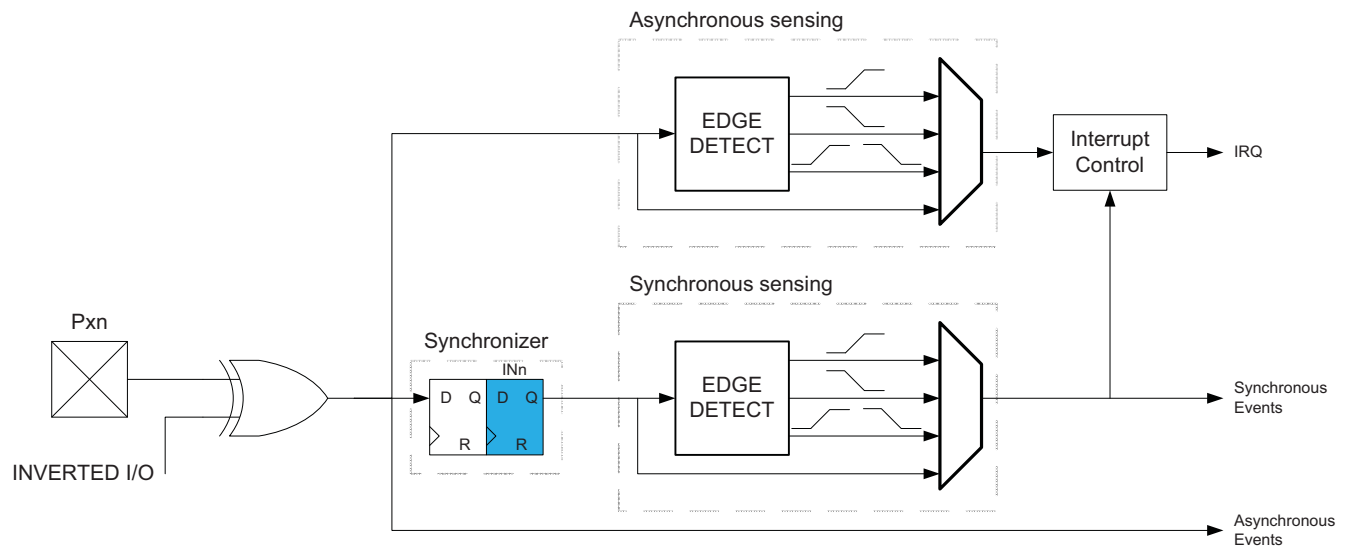 Asynchronous sensing
EDGE
DETECT
Interrupt
Control
IRQ
Synchronous sensing
Pxn
Synchronizer
INn
D Q D Q
R R
EDGE
DETECT
INVERTED I/O
Synchronous
Events
Asynchronous
Events